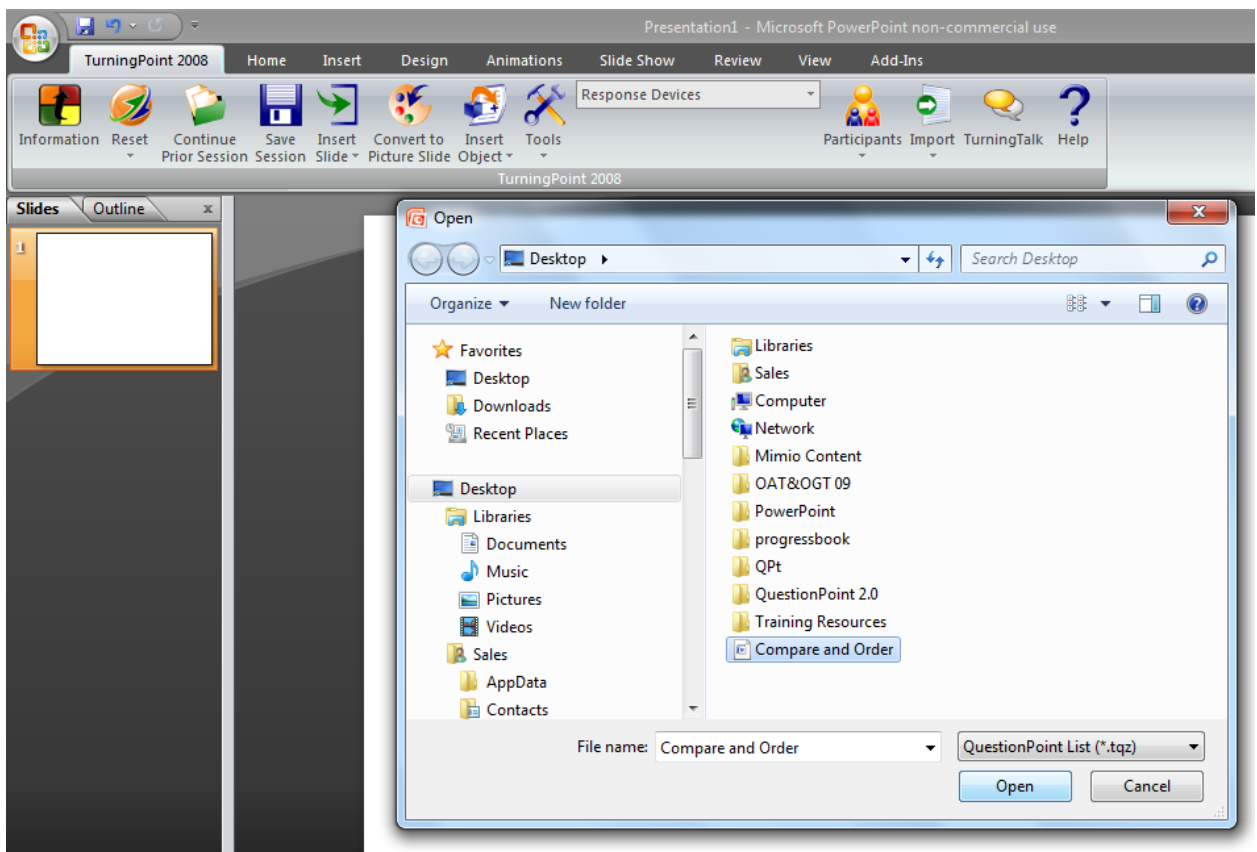 Presentation1 - Microsoft PowerPoint non-commercial use
TurningPoint 2008 Home Insert Design Animations Slide Show Review View Add-Ins
Response Devices
Information Reset Continue Prior Session Save Session Insert Slide Convert to Picture Slide Insert Object Tools Participants Import TurningTalk Help
TurningPoint 2008
Slides Outline x
1
Open
Desktop
Search Desktop
Organize New folder
Favorites
Desktop
Downloads
Recent Places
Desktop
Libraries
Documents
Music
Pictures
Videos
Sales
AppData
Contacts
Libraries
Sales
Computer
Network
Mimio Content
OAT&OGT 09
PowerPoint
progressbook
QPt
QuestionPoint 2.0
Training Resources
Compare and Order
File name: Compare and Order QuestionPoint List (*.tqz)
Open Cancel